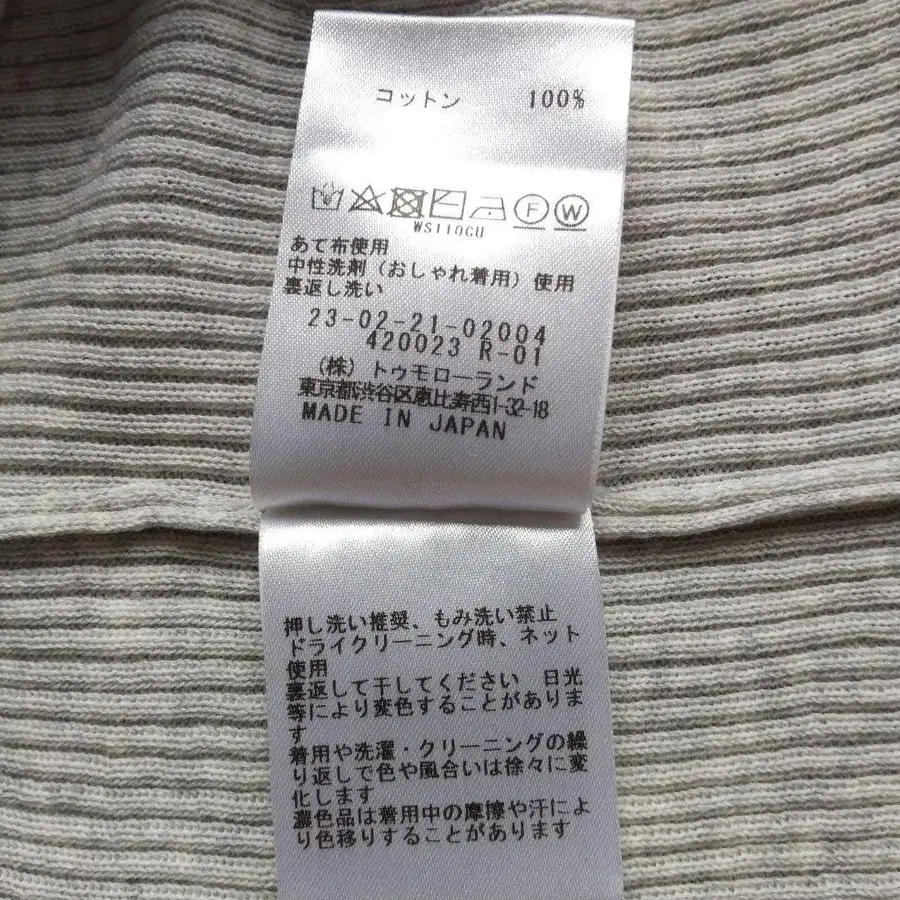 コットン 100%
F W
WS110CU
あて布使用
中性洗剤(おしゃれ着用)使用
裏返し洗い
23-02-21-02004
420023 R-01
(株)トゥモローランド
東京都渋谷区恵比寿西1-32-18
MADE IN JAPAN
押し洗い推奨、もみ洗い禁止
ドライクリーニング時、ネット
使用
裏返して干してください 日光
等により変色することがありま
す
着用や洗濯・クリーニングの繰
り返しで色や風合いは徐々に変
化します
濃色品は着用中の摩擦や汗によ
り色移りすることがあります